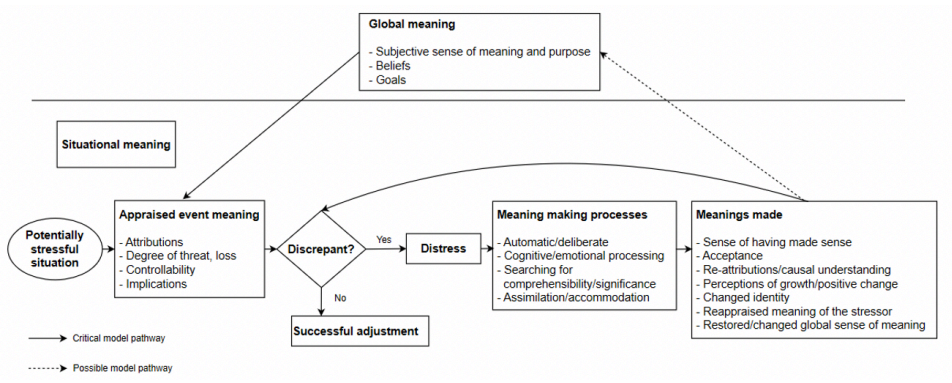 Global meaning
- Subjective sense of meaning and purpose
- Beliefs
- Goals
Situational meaning
Potentially
stressful
situation
Appraised event meaning
- Attributions
- Degree of threat, loss
- Controllability
- Implications
Discrepant?
Yes
No
Successful adjustment
Distress
Meaning making processes
- Automatic/deliberate
- Cognitive/emotional processing
- Searching for
comprehensibility/significance
- Assimilation/accommodation
Meanings made
- Sense of having made sense
- Acceptance
- Re-attributions/causal understanding
- Perceptions of growth/positive change
- Changed identity
- Reappraised meaning of the stressor
- Restored/changed global sense of meaning
Critical model pathway
Possible model pathway